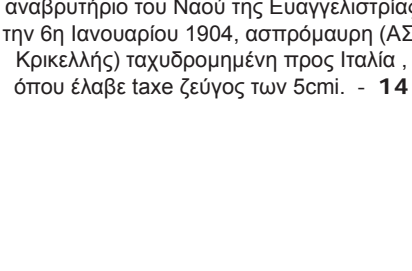 αναβρυτήριο του Ναού της Ευαγγελιστρίας
την 6η Ιανουαρίου 1904, ασπρόμαυρη (ΑΣ
Κρικελλής) ταχυδρομημένη προς Ιταλία ,
όπου έλαβε taxe ζεύγος των 5cmi. - 14